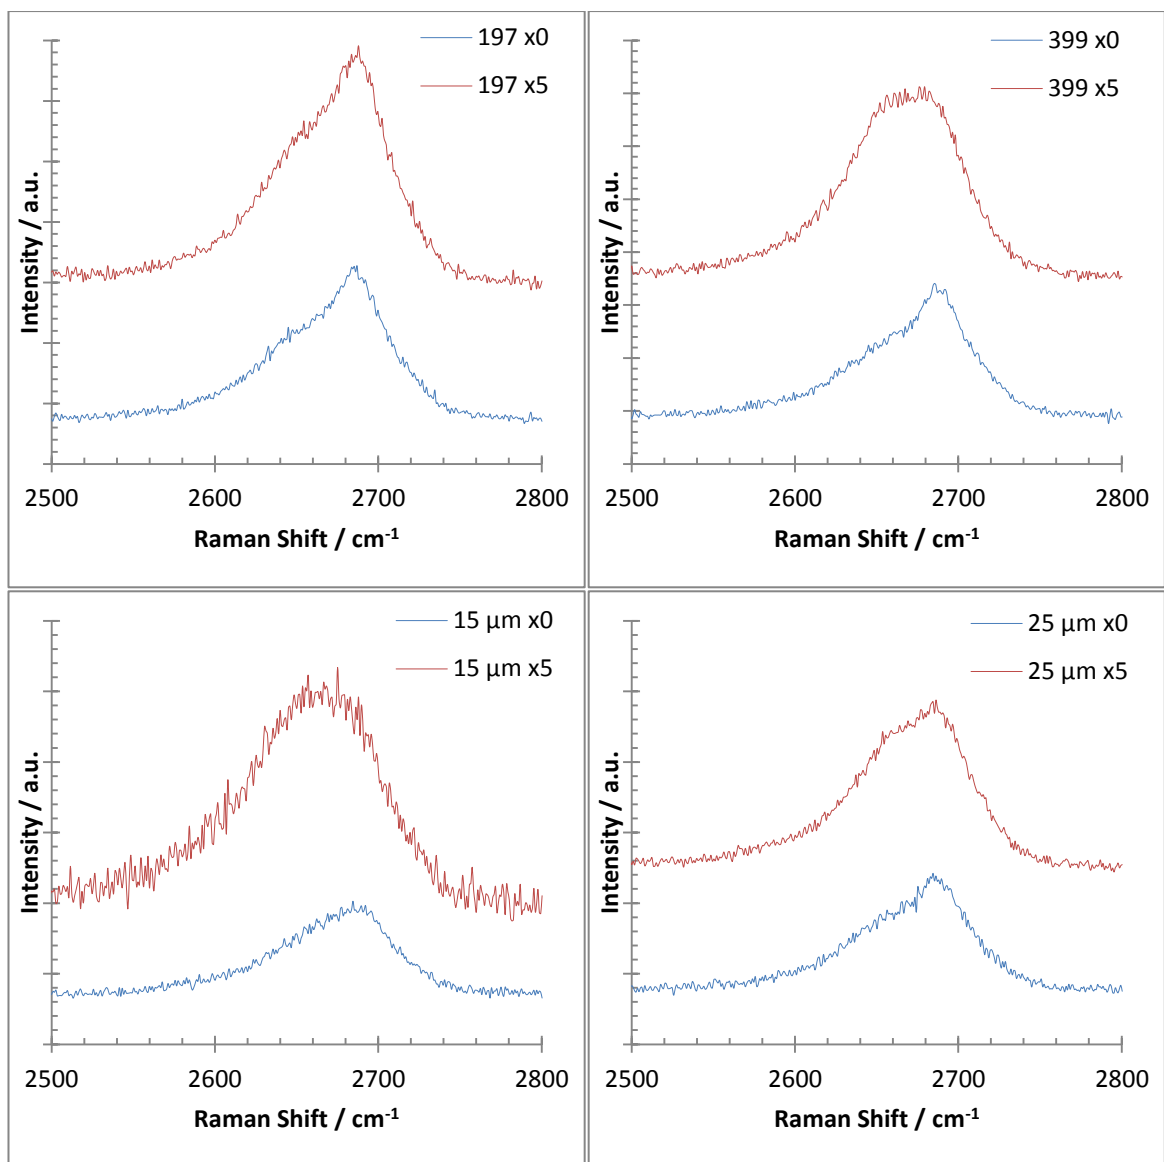 197 x0
197 x5
Intensity / a.u.
2500 2600 2700 2800
Raman Shift / cm⁻¹
399 x0
399 x5
Intensity / a.u.
2500 2600 2700 2800
Raman Shift / cm⁻¹
15 µm x0
15 µm x5
Intensity / a.u.
2500 2600 2700 2800
Raman Shift / cm⁻¹
25 µm x0
25 µm x5
Intensity / a.u.
2500 2600 2700 2800
Raman Shift / cm⁻¹